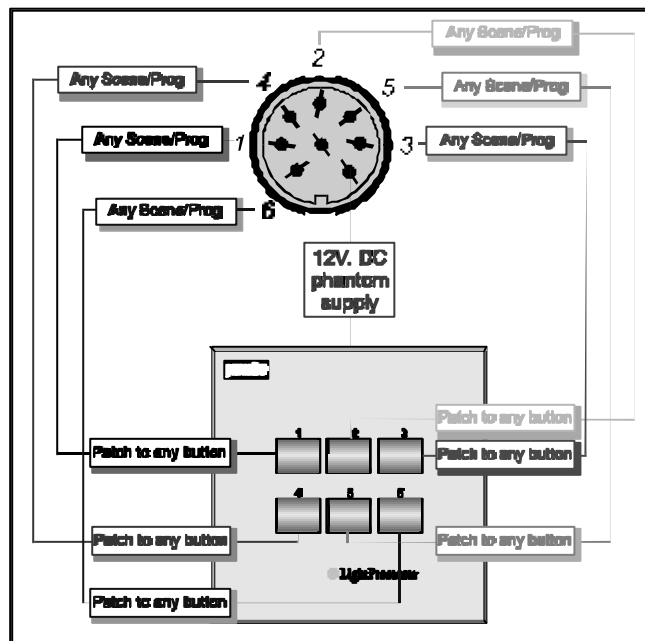 2
Any Scene/Prog
Any Scene/Prog
4
5
Any Scene/Prog
Any Scene/Prog
1
3
Any Scene/Prog
Any Scene/Prog
6
12V. DC
phantom
supply
Patch to any button
1
2
3
Patch to any button
Patch to any button
4
5
6
Patch to any button
Patch to any button
LightProcessor
Patch to any button